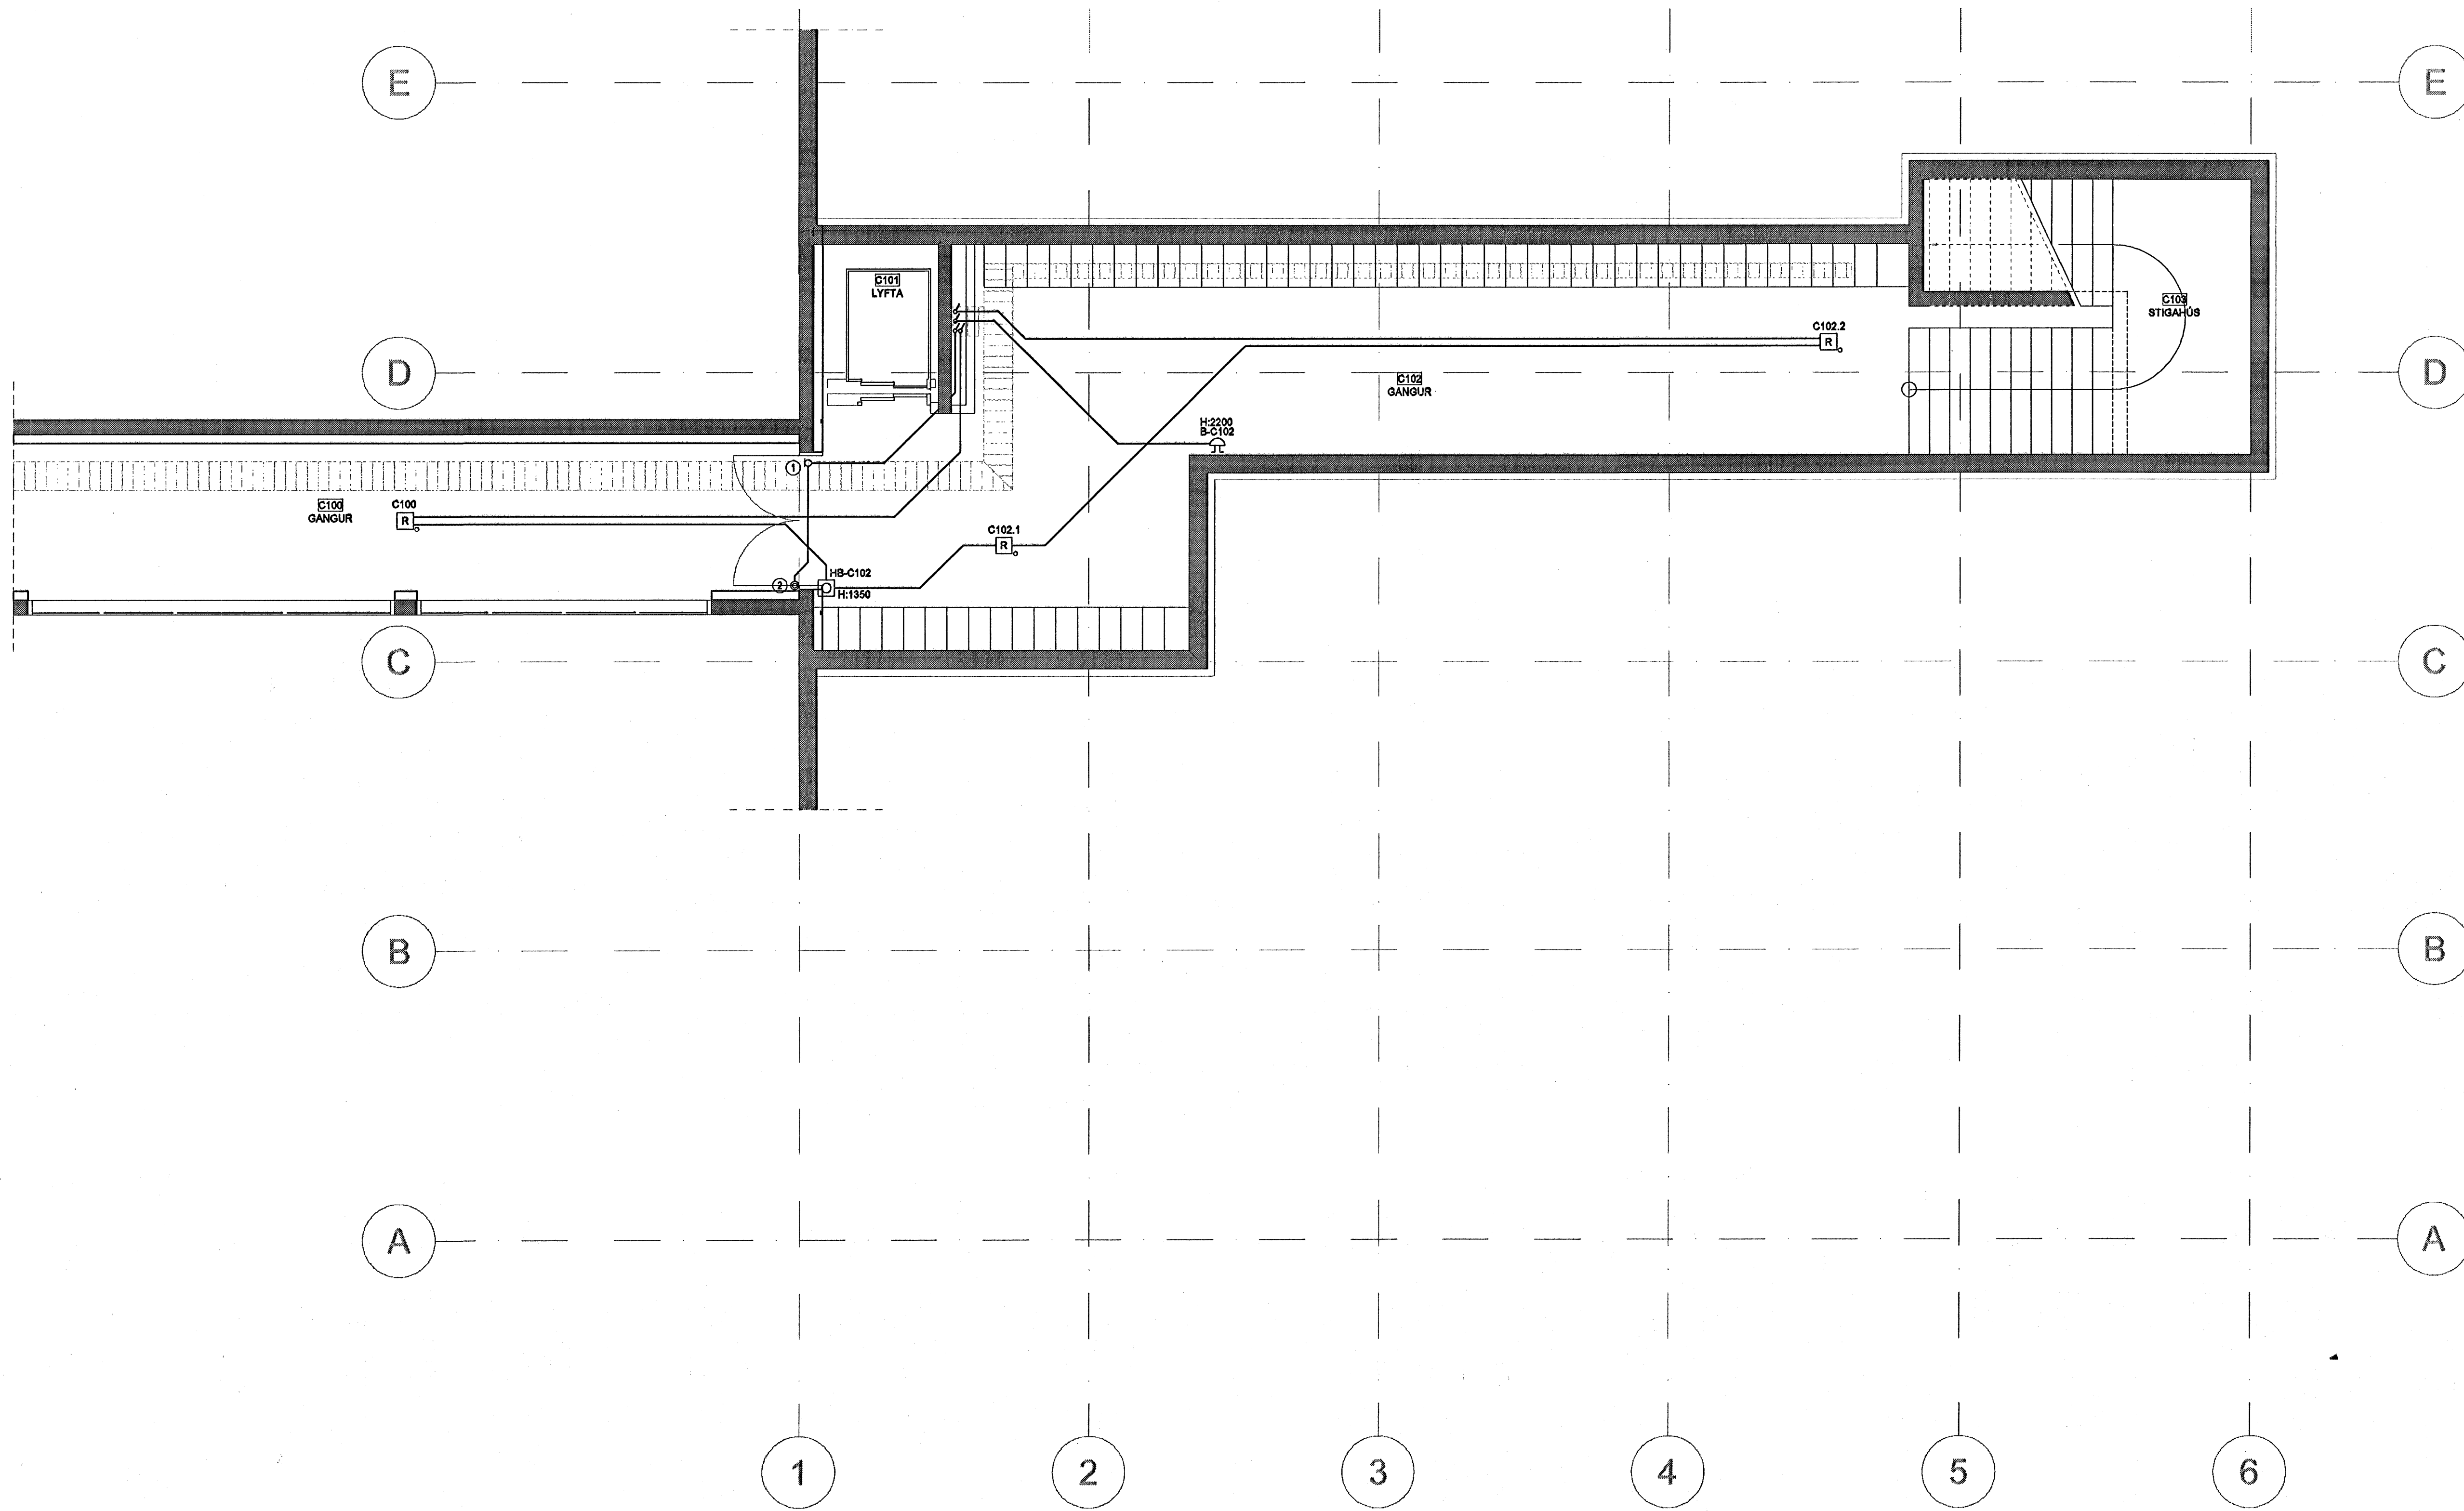 E
E
C101
LYFTA
C103
STIGAHÚS
C102.2
R
D
D
C102
GANGUR
H:2200
B-C102
1
C100
GANGUR
C100
R
C102.1
R
HB-C102
2
H:1350
C
C
B
B
A
A
1
2
3
4
5
6